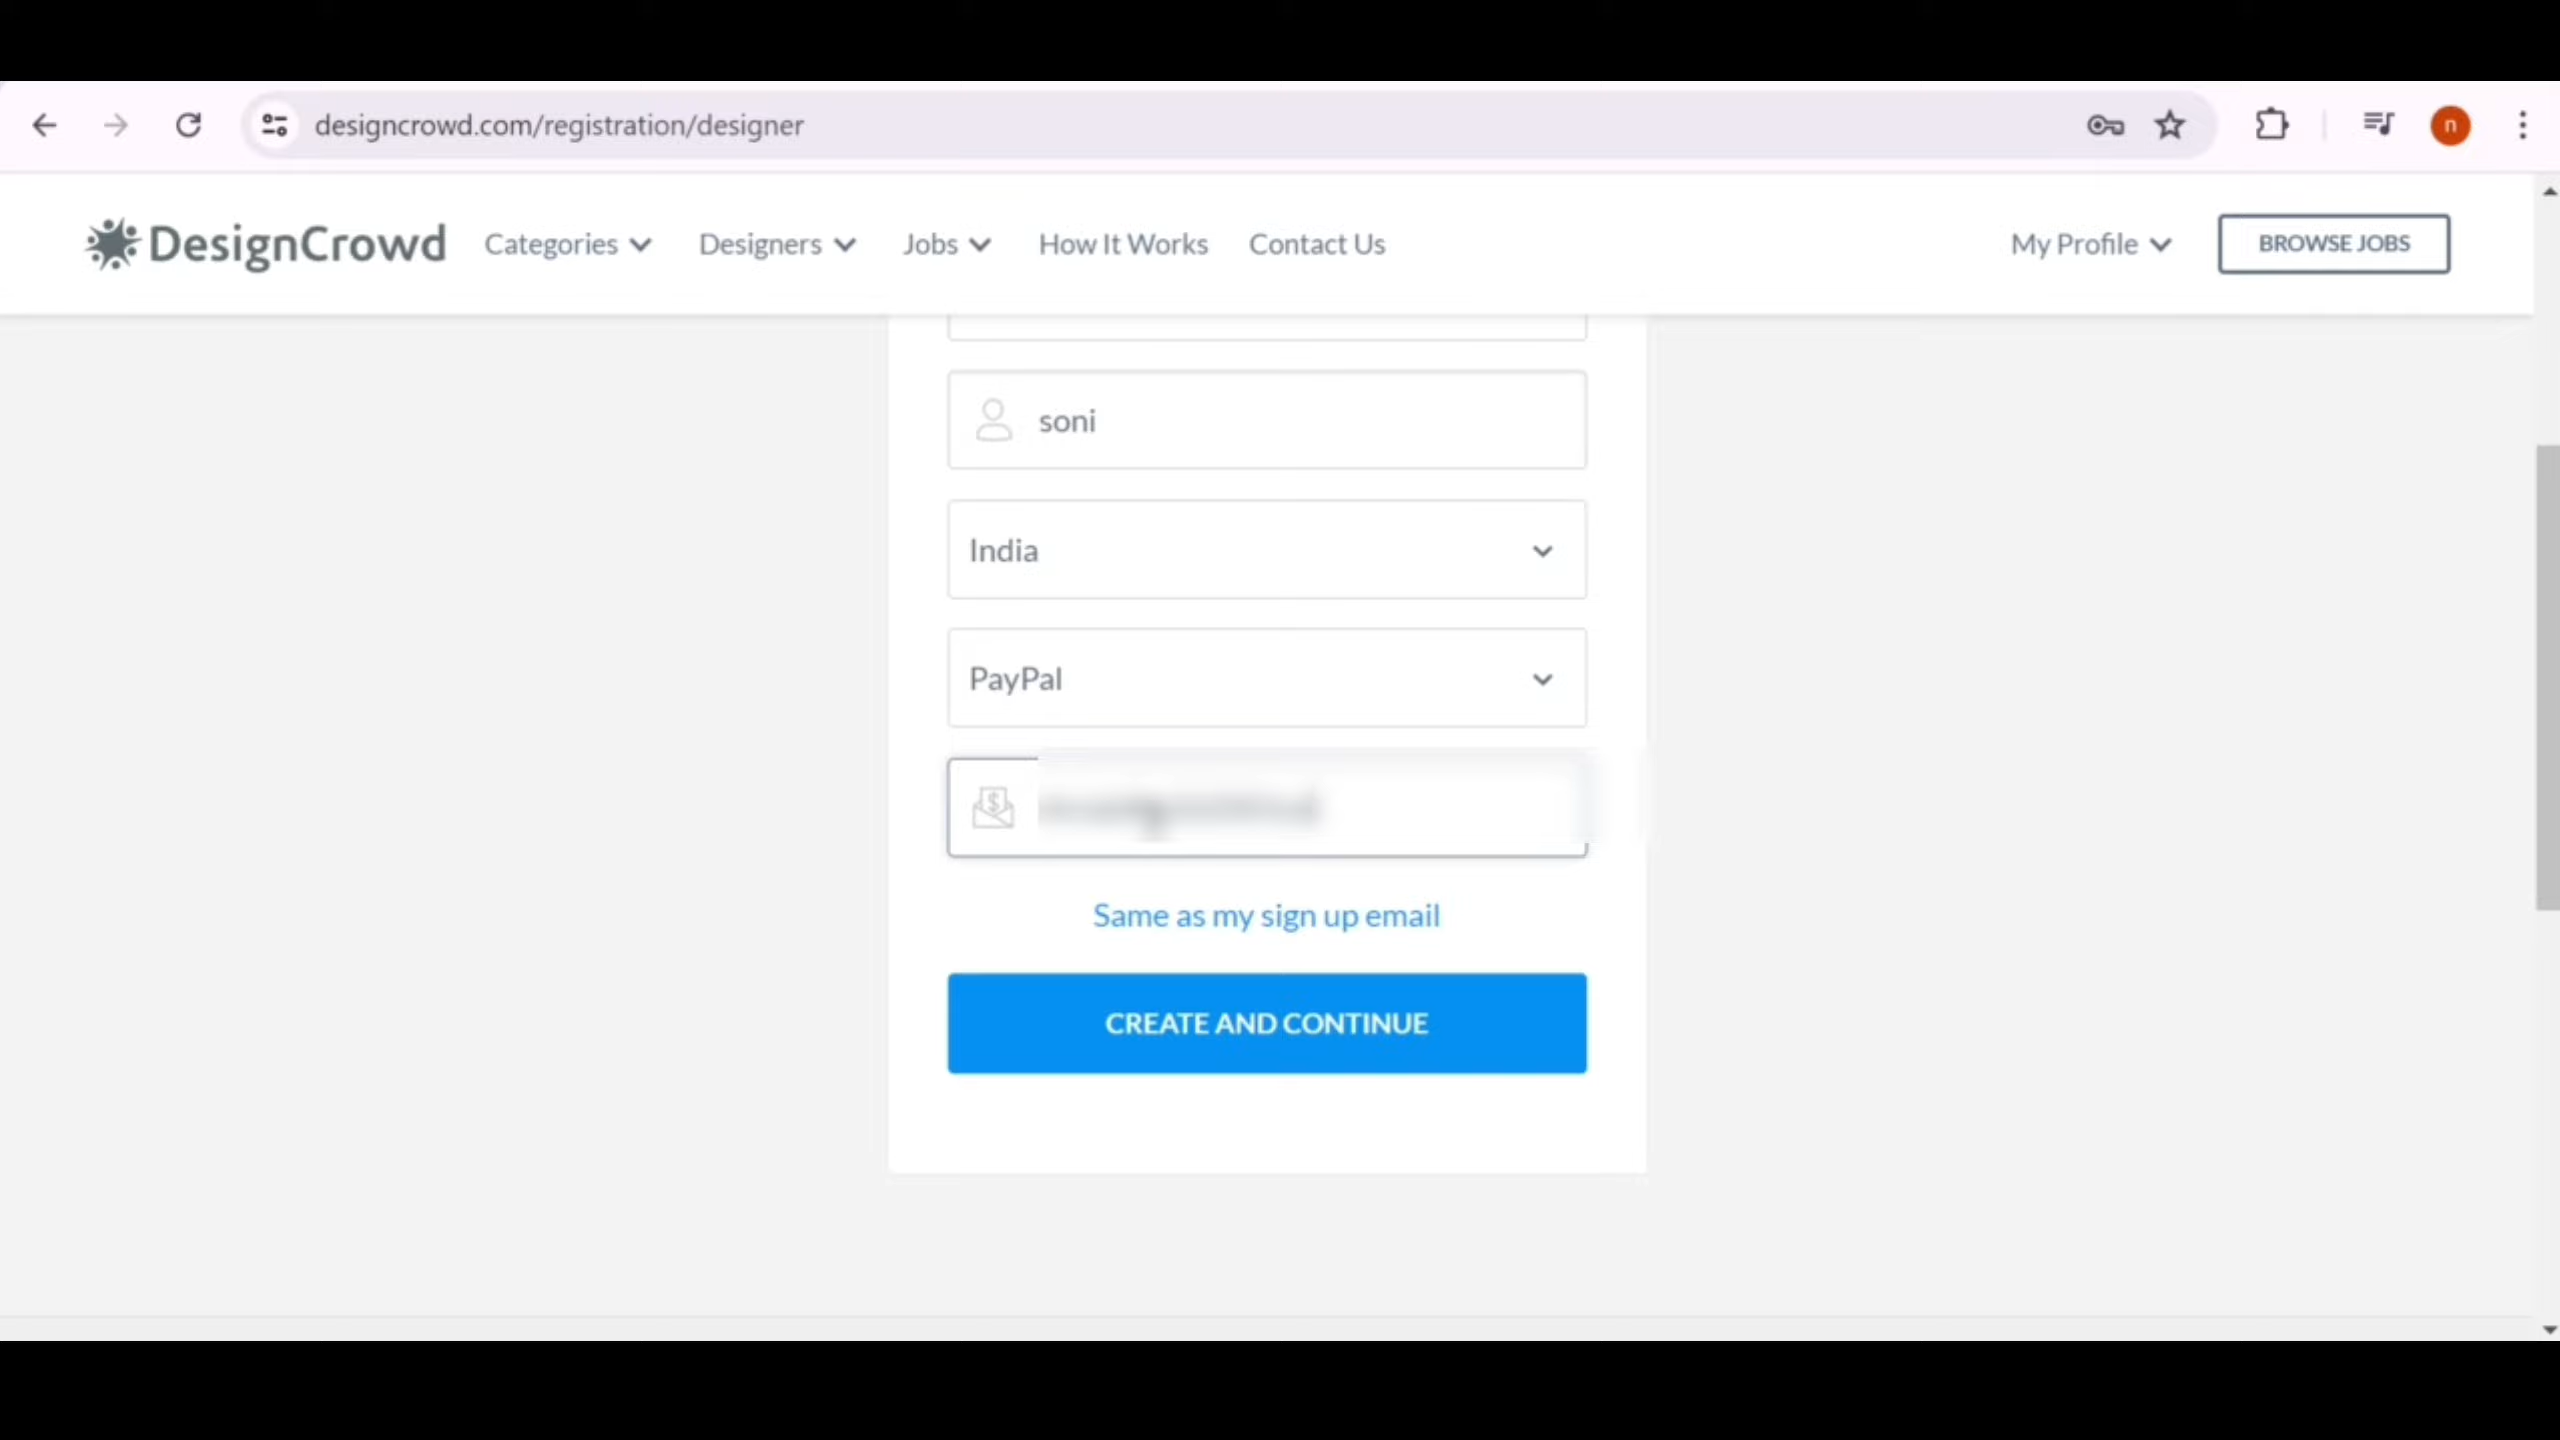 designcrowd.com/registration/designer
n
DesignCrowd Categories Designers Jobs How It Works Contact Us My Profile BROWSE JOBS
soni
India
PayPal
Same as my sign up email
CREATE AND CONTINUE